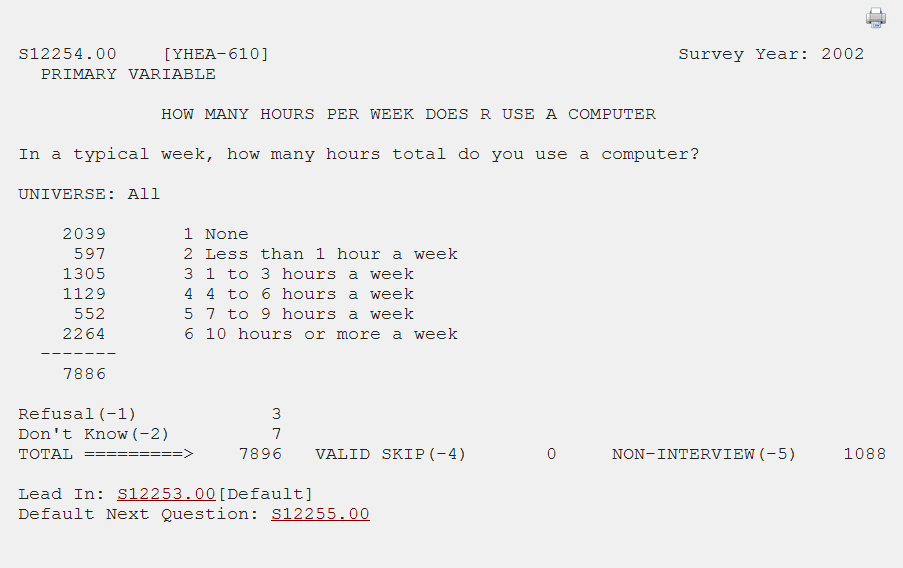 S12254.00 [YHEA-610] Survey Year: 2002
PRIMARY VARIABLE
HOW MANY HOURS PER WEEK DOES R USE A COMPUTER
In a typical week, how many hours total do you use a computer?
UNIVERSE: All
2039 1 None
597 2 Less than 1 hour a week
1305 3 1 to 3 hours a week
1129 4 4 to 6 hours a week
552 5 7 to 9 hours a week
2264 6 10 hours or more a week
-------
7886
Refusal(-1) 3
Don't Know(-2) 7
TOTAL =========> 7896 VALID SKIP(-4) 0 NON-INTERVIEW(-5) 1088
Lead In: S12253.00[Default]
Default Next Question: S12255.00